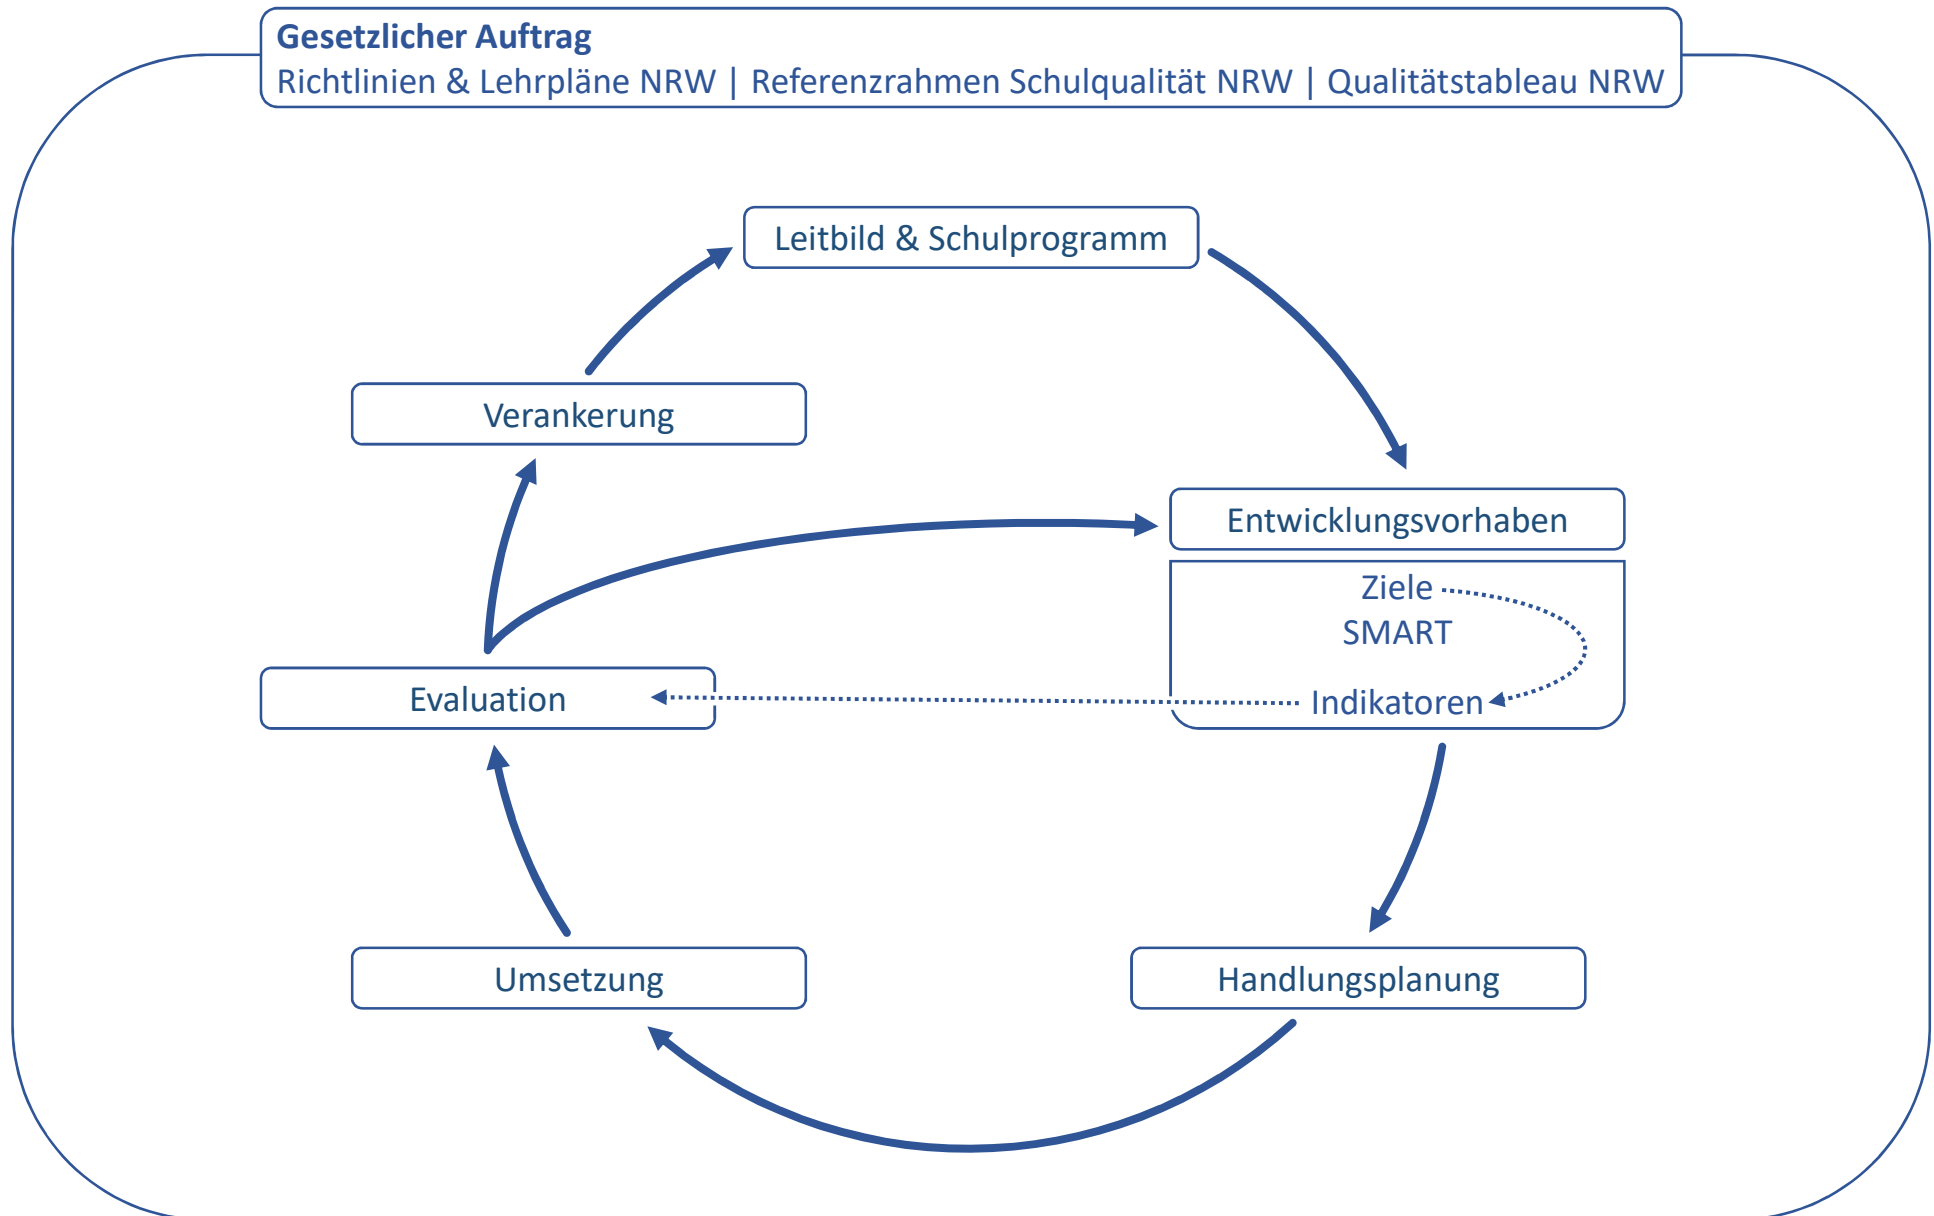 Gesetzlicher Auftrag
Richtlinien & Lehrpläne NRW | Referenzrahmen Schulqualität NRW | Qualitätstableau NRW
Leitbild & Schulprogramm
Verankerung
Entwicklungsvorhaben
Ziele
SMART
Indikatoren
Evaluation
Umsetzung
Handlungsplanung